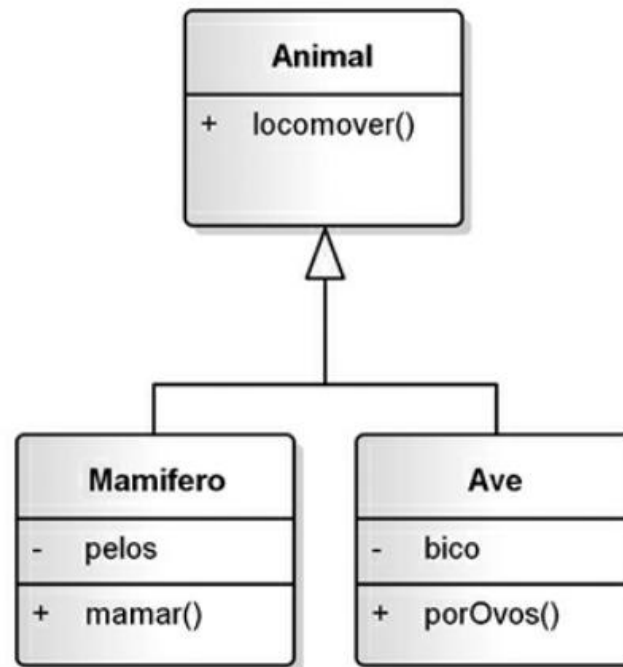 Animal
+ locomover()
Mamifero
- pelos
+ mamar()
Ave
- bico
+ porOvos()